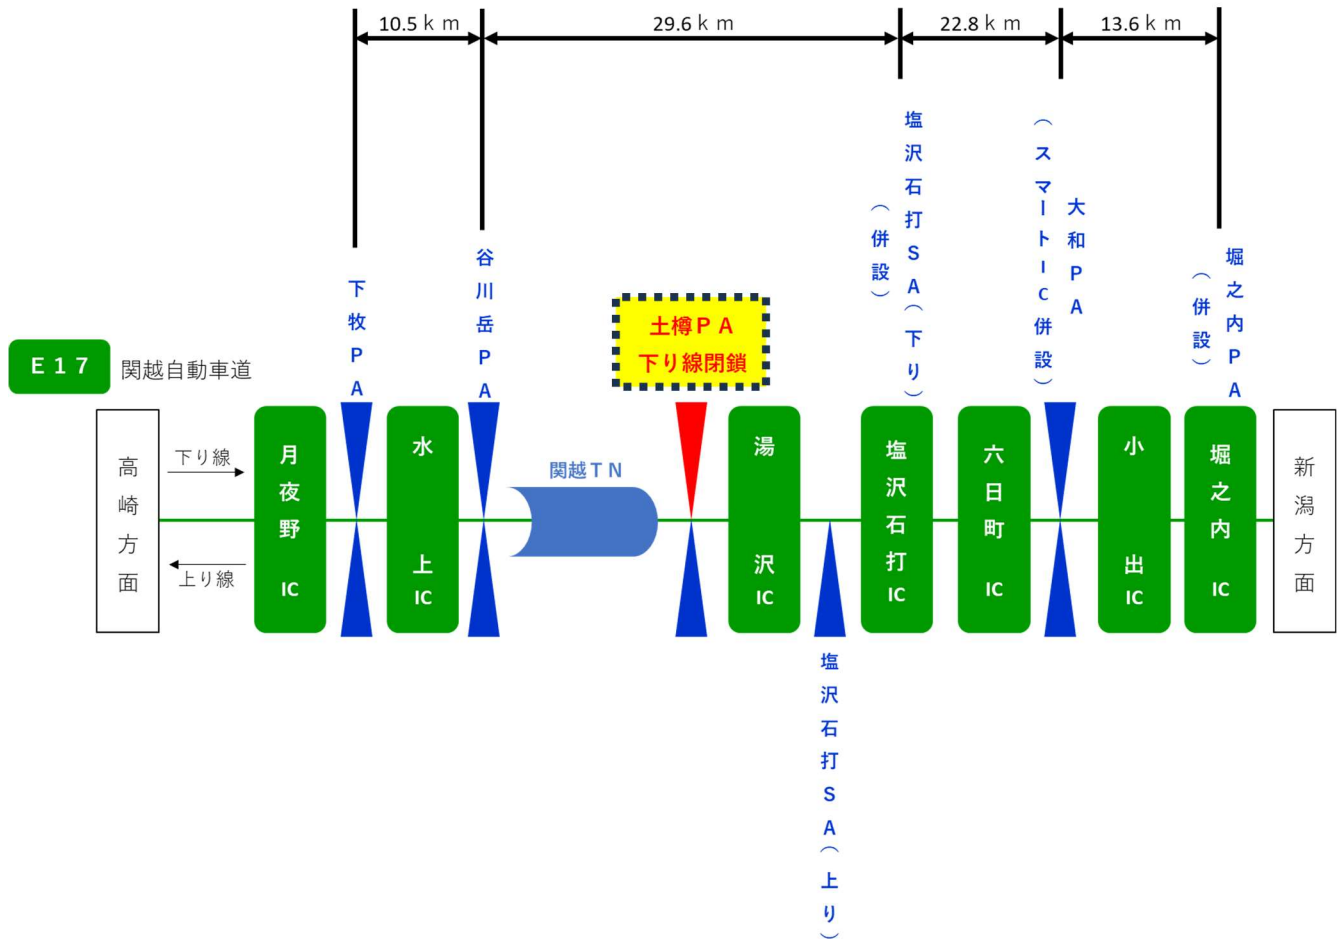 10.5ｋｍ
29.6ｋｍ
22.8ｋｍ
13.6ｋｍ
下牧ＰＡ
谷川岳ＰＡ
土樽ＰＡ
下り線閉鎖
塩沢石打ＳＡ（下り）
（併設）
大和ＰＡ
（スマートＩＣ併設）
堀之内ＰＡ
（併設）
Ｅ１７
関越自動車道
高崎方面
下り線
上り線
月夜野IC
水上IC
関越ＴＮ
湯沢IC
塩沢石打IC
六日町IC
小出IC
堀之内IC
新潟方面
塩沢石打ＳＡ（上り）